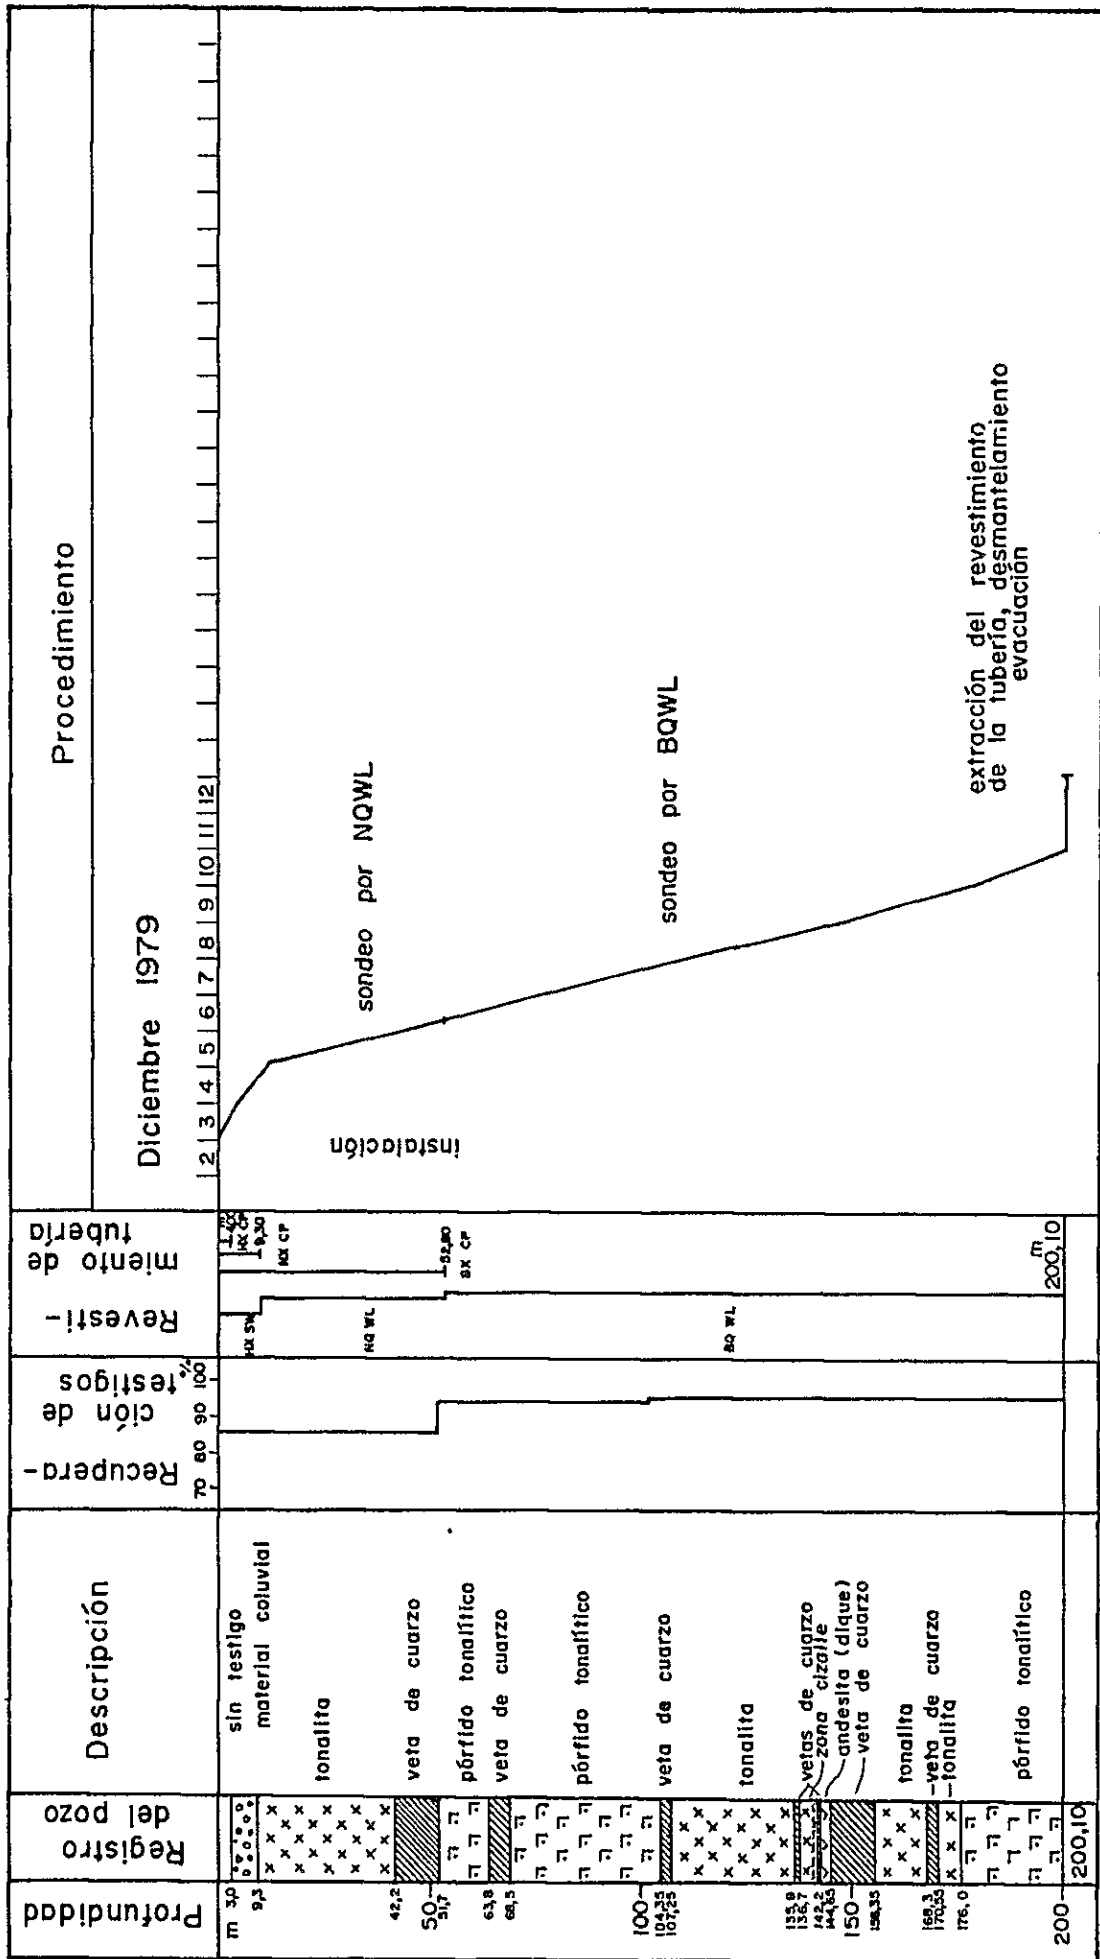 Profundidad
Registro
del pozo
Descripción
Recupera-
ción de
testigos
Revesti-
miento de
tubería
Procedimiento
Diciembre 1979
|2|3|4|5|6|7|8|9|10|11|12|
%
70 80 90 100
m
3,0
9,3
42,2
50
51,7
63,8
68,5
100
104,35
107,25
135,9
136,7
142,2
144,65
150
156,35
168,3
170,55
176,0
200
200,10
sin testigo
material coluvial
tonalita
veta de cuarzo
pórfido tonalítico
veta de cuarzo
pórfido tonalítico
veta de cuarzo
tonalita
vetas de cuarzo
zona cizalle
andesita (dique)
veta de cuarzo
tonalita
veta de cuarzo
tonalita
pórfido tonalítico
HX SW
NQ WL
BQ WL
HX CP
9,30
NX CP
52,80
BX CP
m
200,10
instalación
sondeo por NQWL
sondeo por BQWL
extracción del revestimiento
de la tubería, desmantelamiento
evacuación